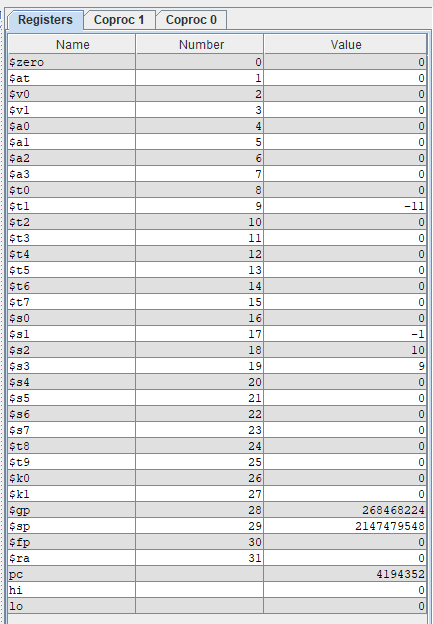 Registers Coproc 1 Coproc 0
Name Number Value
$zero 0 0
$at 1 0
$v0 2 0
$v1 3 0
$a0 4 0
$a1 5 0
$a2 6 0
$a3 7 0
$t0 8 0
$t1 9 -11
$t2 10 0
$t3 11 0
$t4 12 0
$t5 13 0
$t6 14 0
$t7 15 0
$s0 16 0
$s1 17 -1
$s2 18 10
$s3 19 9
$s4 20 0
$s5 21 0
$s6 22 0
$s7 23 0
$t8 24 0
$t9 25 0
$k0 26 0
$k1 27 0
$gp 28 268468224
$sp 29 2147479548
$fp 30 0
$ra 31 0
pc 4194352
hi 0
lo 0